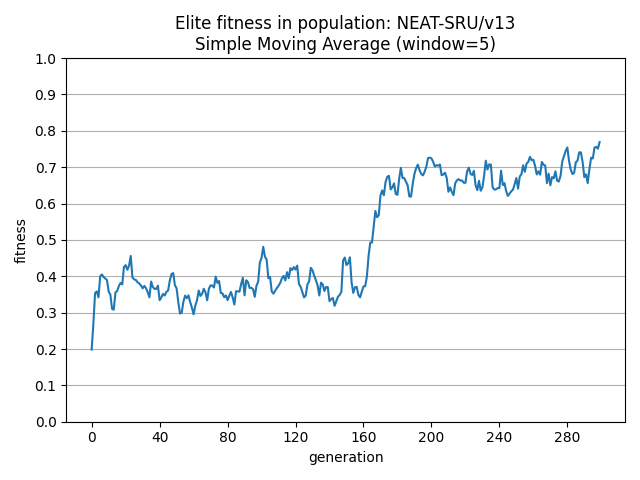 Elite fitness in population: NEAT-SRU/v13
Simple Moving Average (window=5)
1.0
0.9
0.8
0.7
0.6
0.5
0.4
0.3
0.2
0.1
0.0
fitness
0 40 80 120 160 200 240 280
generation